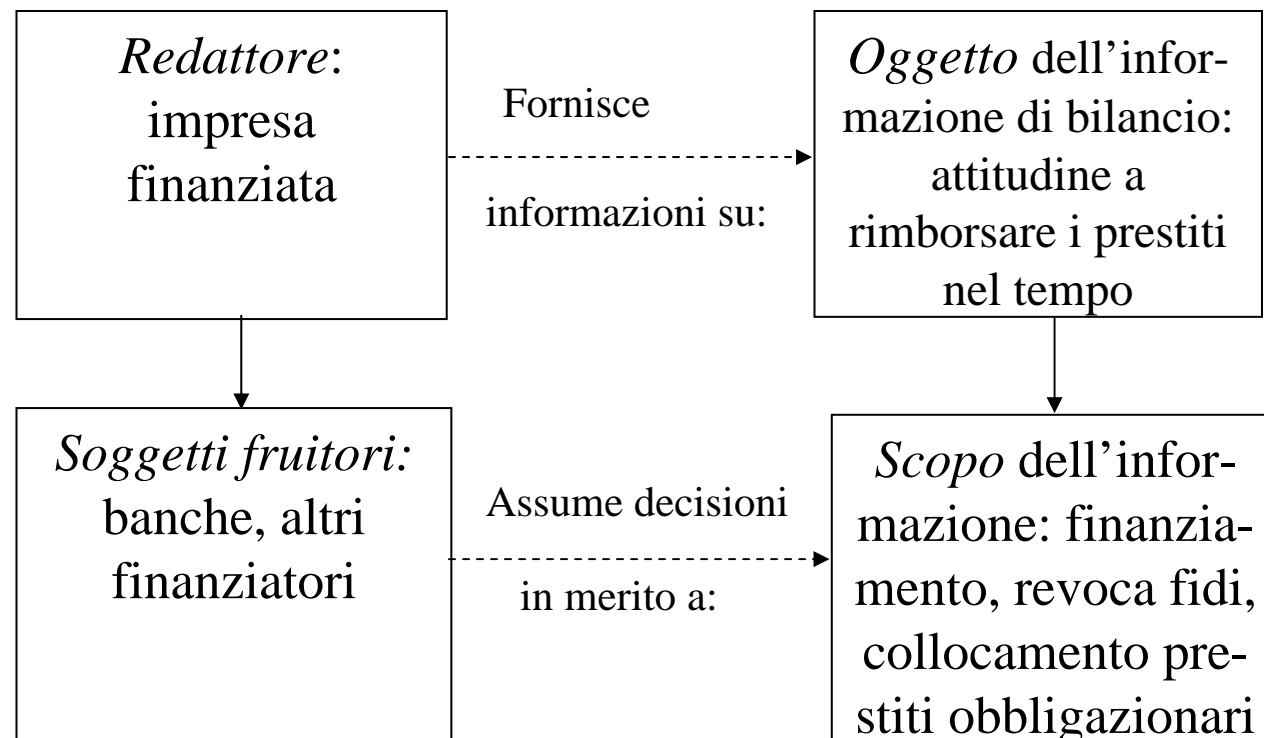 Redattore:
impresa
finanziata
Fornisce
informazioni su:
Oggetto dell’infor-
mazione di bilancio:
attitudine a
rimborsare i prestiti
nel tempo
Soggetti fruitori:
banche, altri
finanziatori
Assume decisioni
in merito a:
Scopo dell’infor-
mazione: finanzia-
mento, revoca fidi,
collocamento pre-
stiti obbligazionari